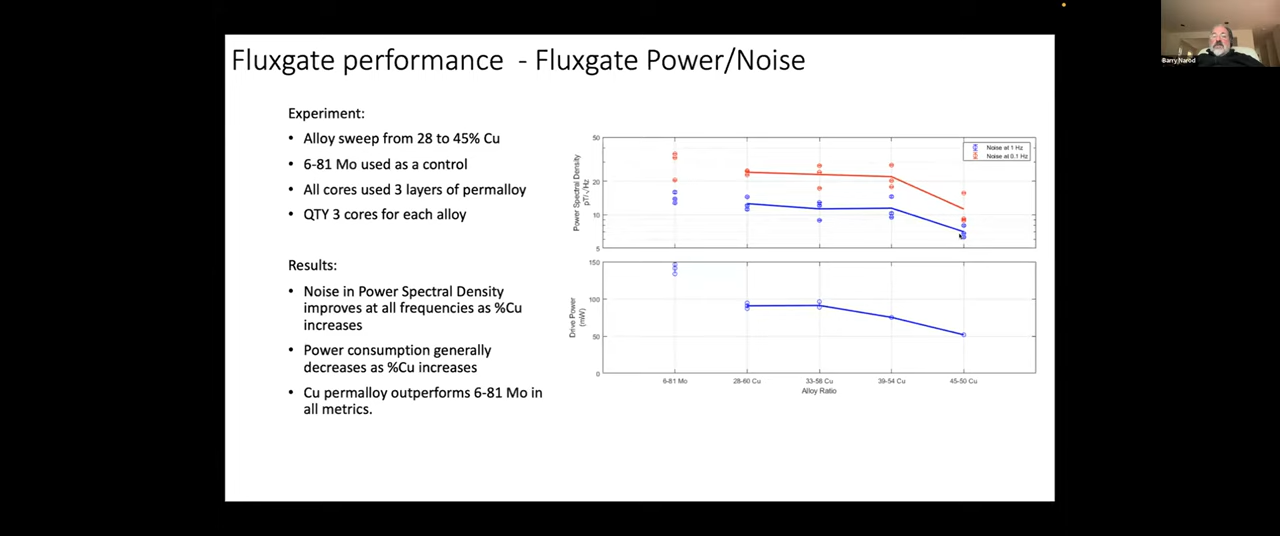 Fluxgate performance - Fluxgate Power/Noise
Barry Narod
Experiment:
• Alloy sweep from 28 to 45% Cu
• 6-81 Mo used as a control
• All cores used 3 layers of permalloy
• QTY 3 cores for each alloy
Results:
• Noise in Power Spectral Density
improves at all frequencies as %Cu
increases
• Power consumption generally
decreases as %Cu increases
• Cu permalloy outperforms 6-81 Mo in
all metrics.
Power Spectral Density
pT/√Hz
50
20
10
5
Noise at 1 Hz
Noise at 0.1 Hz
Drive Power
(mW)
150
100
50
0
6-81 Mo
28-60 Cu
33-56 Cu
39-54 Cu
45-50 Cu
Alloy Ratio